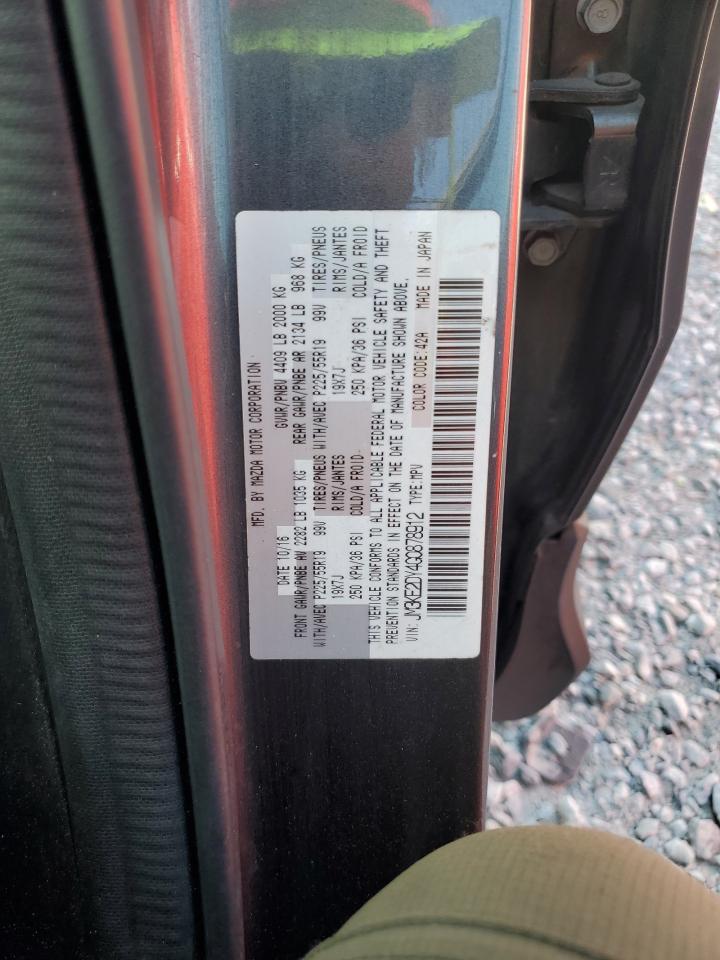 MFD. BY MAZDA MOTOR CORPORATION
DATE 10/16 GVWR/PNBV 4409 LB 2000 KG
FRONT GAWR/PNBE AV 2282 LB 1035 KG REAR GAWR/PNBE AR 2134 LB 968 KG
WITH/AVEC P225/55R19 99V TIRES/PNEUS WITH/AVEC P225/55R19 99V TIRES/PNEUS
19X7J RIMS/JANTES 19X7J RIMS/JANTES
250 KPA/36 PSI COLD/A FROID 250 KPA/36 PSI COLD/A FROID
THIS VEHICLE CONFORMS TO ALL APPLICABLE FEDERAL MOTOR VEHICLE SAFETY AND THEFT
PREVENTION STANDARDS IN EFFECT ON THE DATE OF MANUFACTURE SHOWN ABOVE.
VIN: JM3KE2DY4G0878912 TYPE:MPV COLOR CODE:42A MADE IN JAPAN
8